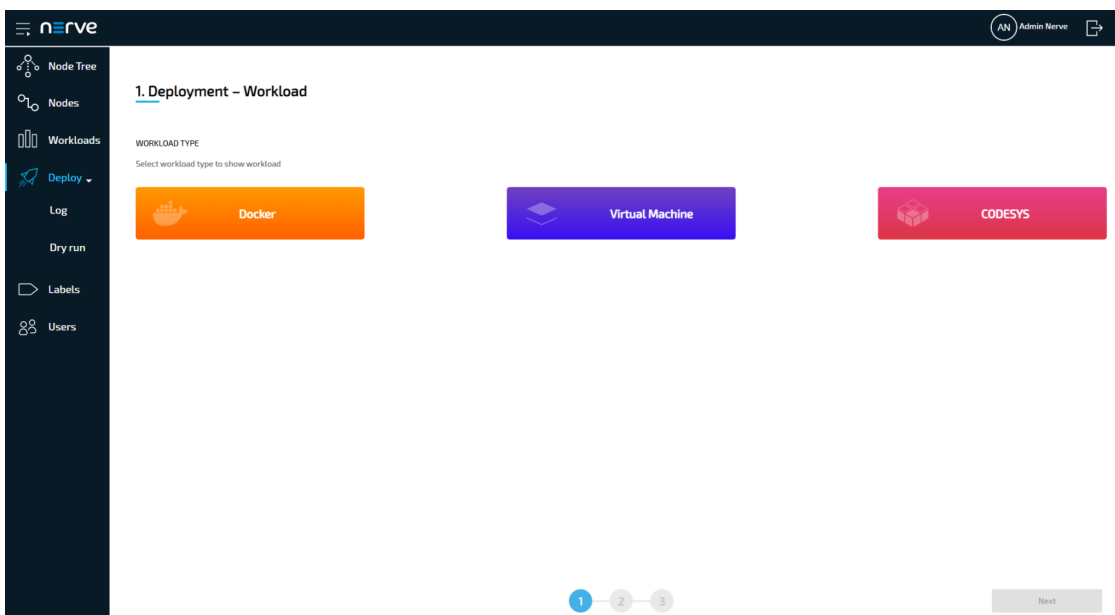 nerve
AN Admin Nerve
Node Tree
Nodes
Workloads
Deploy
Log
Dry run
Labels
Users
1. Deployment – Workload
WORKLOAD TYPE
Select workload type to show workload
Docker
Virtual Machine
CODESYS
1 2 3
Next